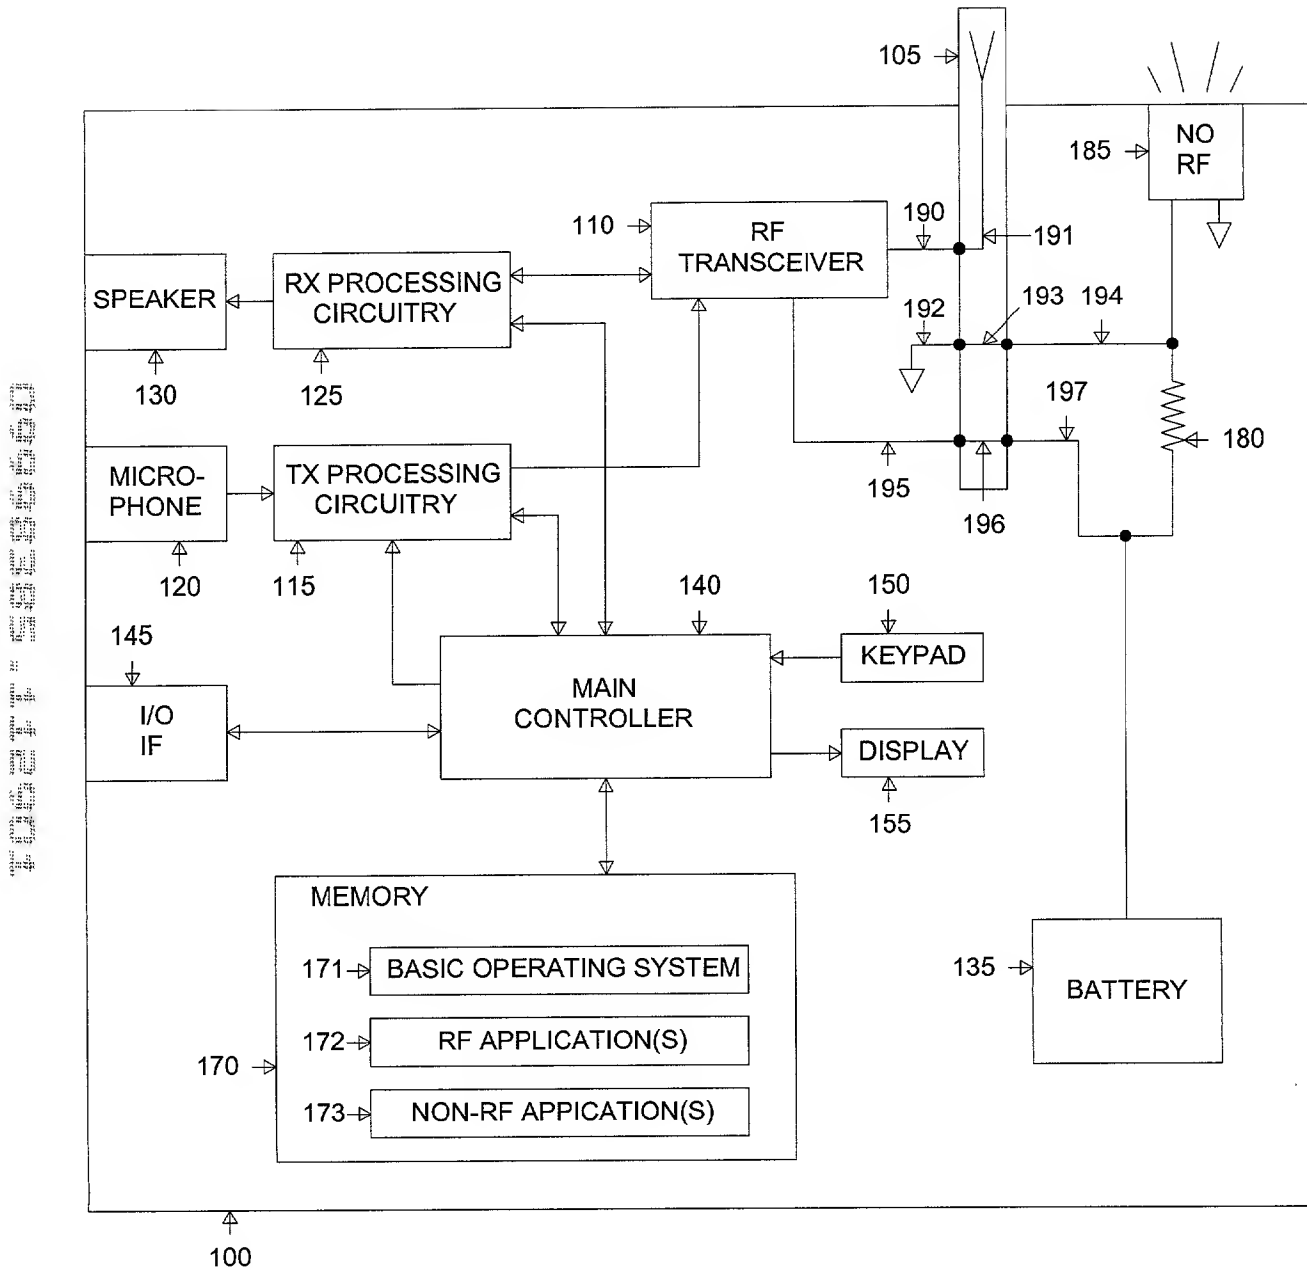 105
NO
RF
185
110
RF
TRANSCEIVER
190
191
SPEAKER
RX PROCESSING
CIRCUITRY
192
193
194
130
125
197
MICRO-
PHONE
TX PROCESSING
CIRCUITRY
180
195
196
120
115
140
150
145
KEYPAD
I/O
IF
MAIN
CONTROLLER
DISPLAY
155
MEMORY
171
BASIC OPERATING SYSTEM
135
BATTERY
172
RF APPLICATION(S)
170
173
NON-RF APPICATION(S)
100